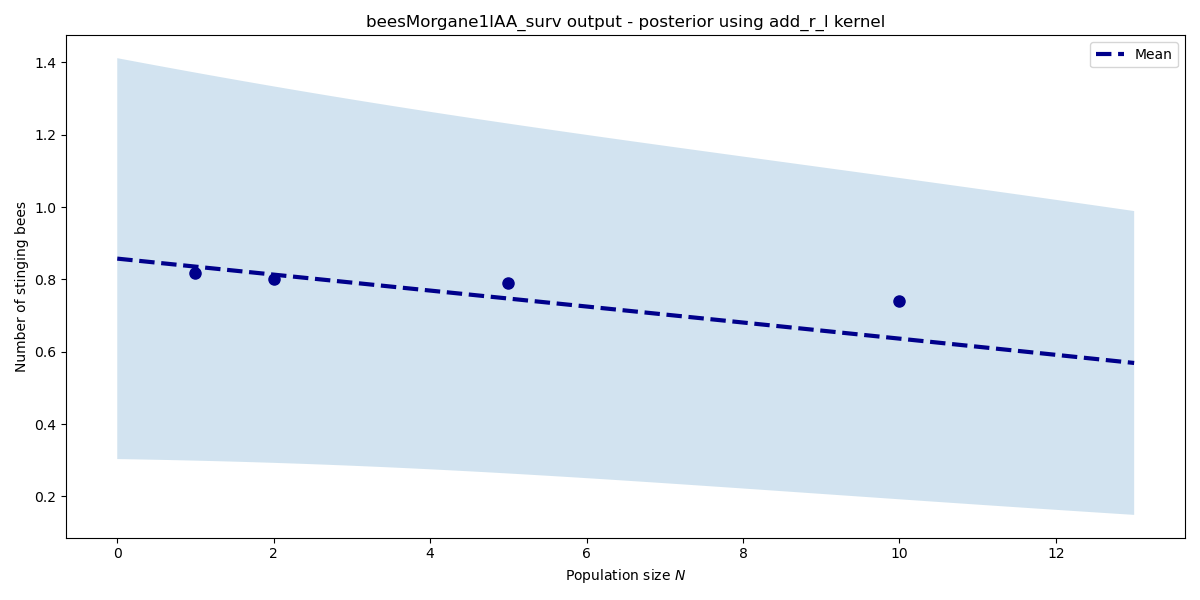 beesMorgane1IAA_surv output - posterior using add_r_l kernel
Mean
Number of stinging bees
1.4
1.2
1.0
0.8
0.6
0.4
0.2
0 2 4 6 8 10 12
Population size N